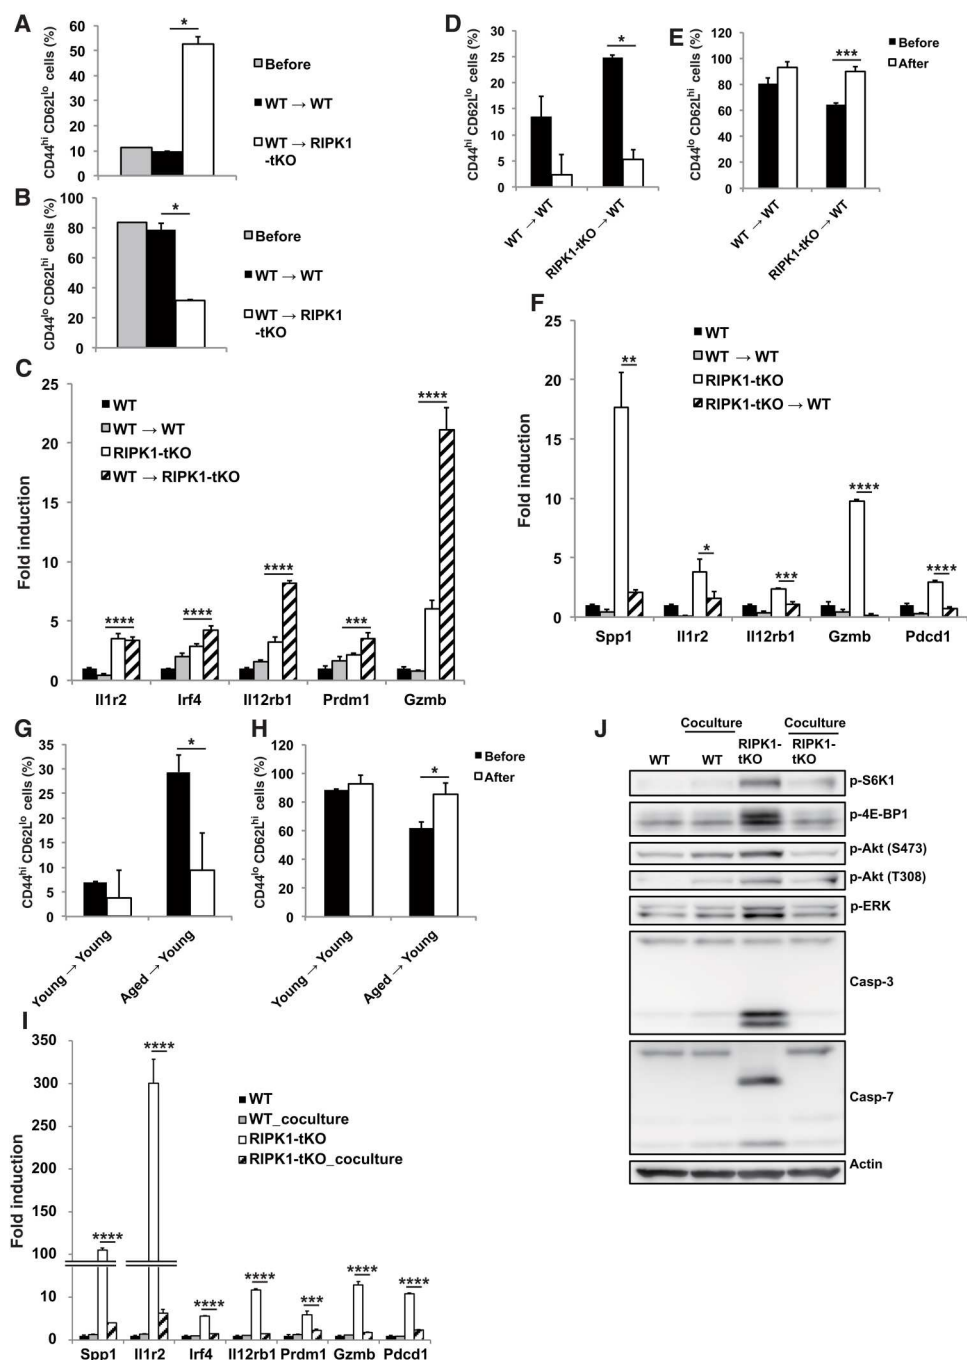 A
CD44hi CD62Llo cells (%)
60
50
40
30
20
10
0
*
Before
WT → WT
WT → RIPK1
-tKO
B
CD44lo CD62Lhi cells (%)
100
80
60
40
20
0
*
Before
WT → WT
WT → RIPK1
-tKO
C
Fold induction
25
20
15
10
5
0
WT
WT → WT
RIPK1-tKO
WT → RIPK1-tKO
**** **** **** *** ****
Il1r2 Irf4 Il12rb1 Prdm1 Gzmb
D
CD44hi CD62Llo cells (%)
30
25
20
15
10
5
0
*
WT → WT
RIPK1-tKO → WT
E
CD44lo CD62Lhi cells (%)
120
100
80
60
40
20
0
***
Before
After
WT → WT
RIPK1-tKO → WT
F
Fold induction
25
20
15
10
5
0
WT
WT → WT
RIPK1-tKO
RIPK1-tKO → WT
** * *** **** ****
Spp1 Il1r2 Il12rb1 Gzmb Pdcd1
G
CD44hi CD62Llo cells (%)
35
30
25
20
15
10
5
0
*
Young → Young
Aged → Young
H
CD44lo CD62Lhi cells (%)
120
100
80
60
40
20
0
*
Before
After
Young → Young
Aged → Young
I
Fold induction
350
300
250
200
150
100
10
0
WT
WT_coculture
RIPK1-tKO
RIPK1-tKO_coculture
**** **** **** **** *** **** ****
Spp1 Il1r2 Irf4 Il12rb1 Prdm1 Gzmb Pdcd1
J
Coculture Coculture
WT WT RIPK1-tKO RIPK1-tKO
p-S6K1
p-4E-BP1
p-Akt (S473)
p-Akt (T308)
p-ERK
Casp-3
Casp-7
Actin